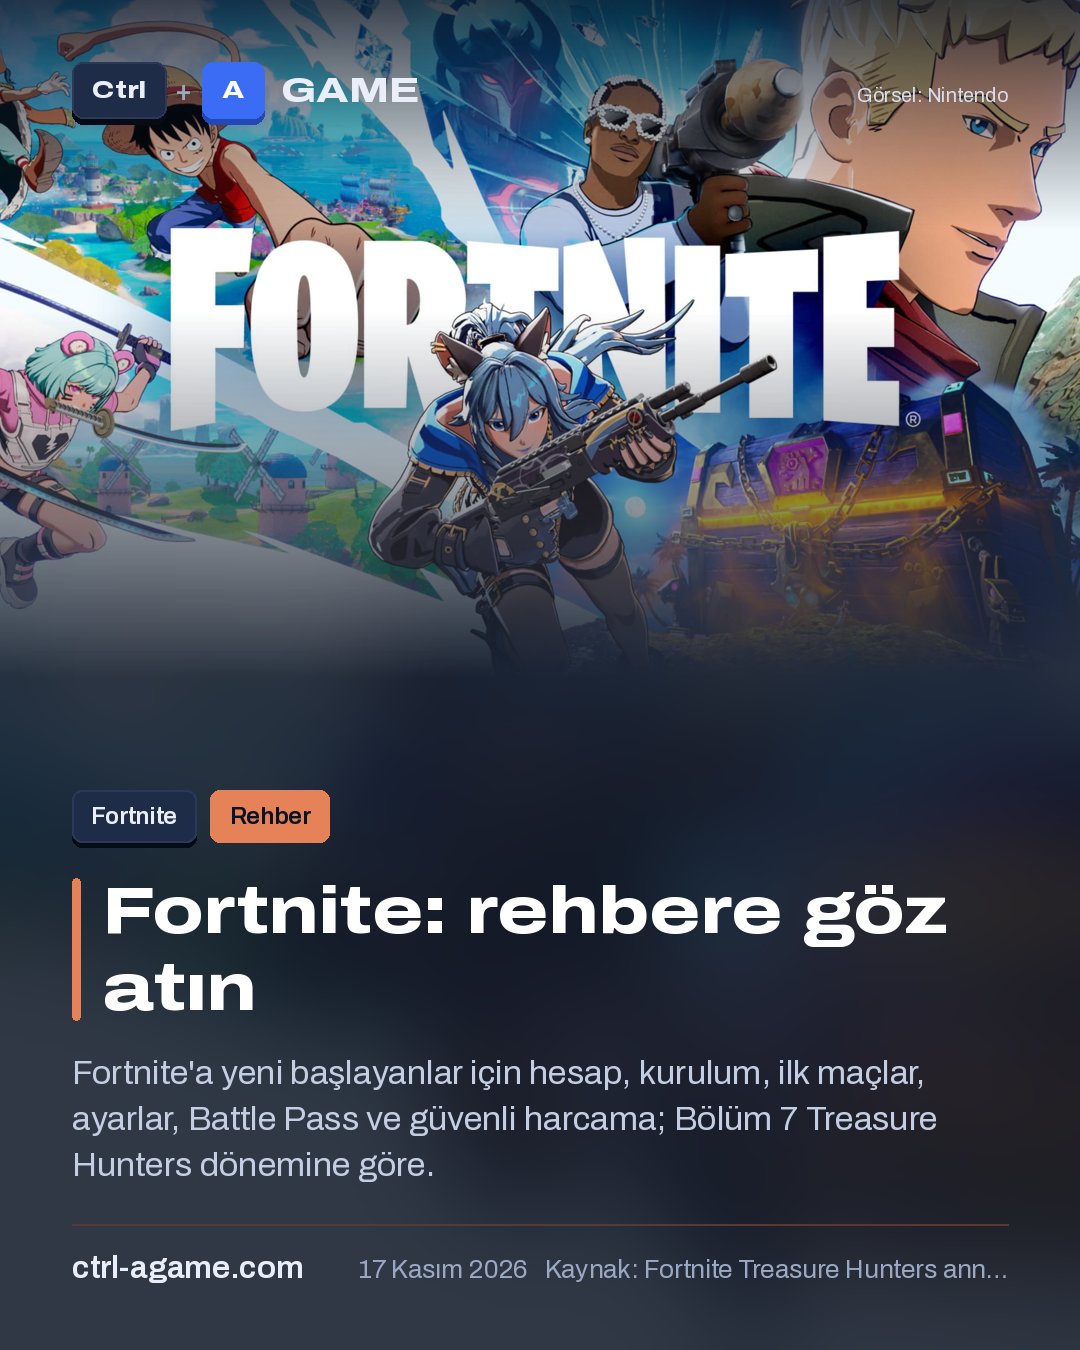 Ctrl + A GAME
Görsel: Nintendo
FORTNITE®
Fortnite
Rehber
Fortnite: rehbere göz
atın
Fortnite'a yeni başlayanlar için hesap, kurulum, ilk maçlar,
ayarlar, Battle Pass ve güvenli harcama; Bölüm 7 Treasure
Hunters dönemine göre.
ctrl-agame.com
17 Kasım 2026 Kaynak: Fortnite Treasure Hunters ann...